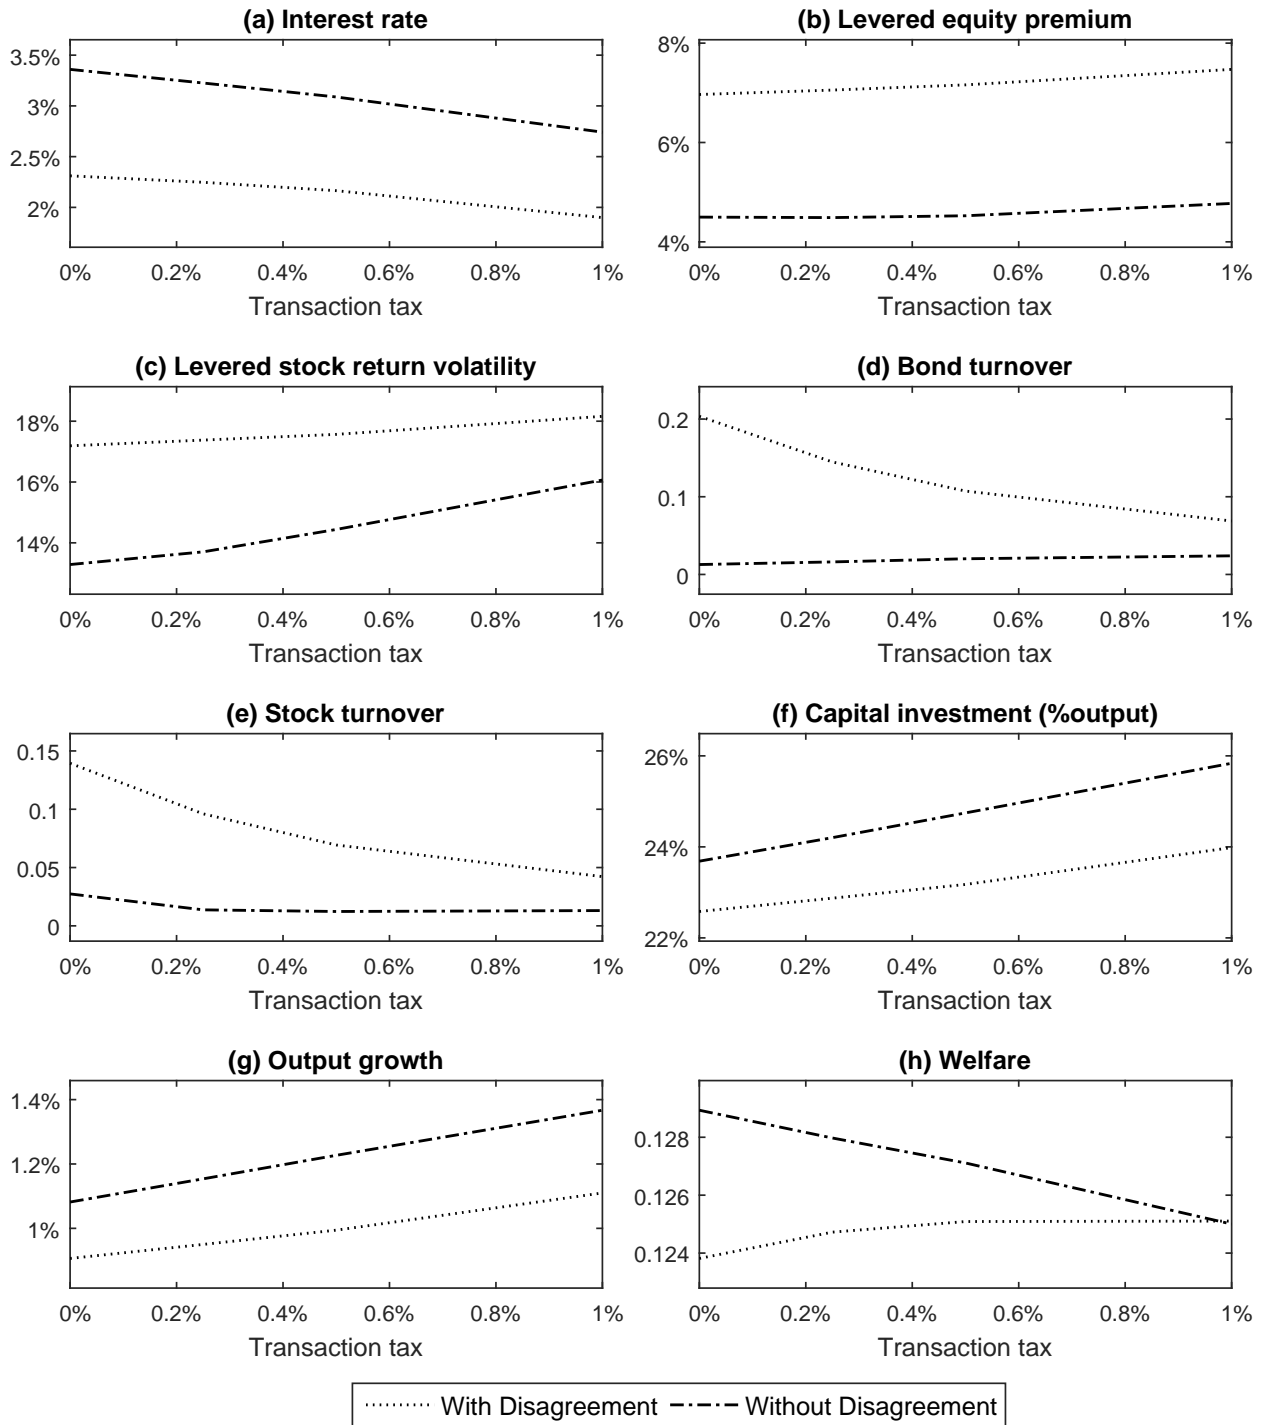 (a) Interest rate
3.5%
3%
2.5%
2%
0% 0.2% 0.4% 0.6% 0.8% 1%
Transaction tax
(b) Levered equity premium
8%
6%
4%
0% 0.2% 0.4% 0.6% 0.8% 1%
Transaction tax
(c) Levered stock return volatility
18%
16%
14%
0% 0.2% 0.4% 0.6% 0.8% 1%
Transaction tax
(d) Bond turnover
0.2
0.1
0
0% 0.2% 0.4% 0.6% 0.8% 1%
Transaction tax
(e) Stock turnover
0.15
0.1
0.05
0
0% 0.2% 0.4% 0.6% 0.8% 1%
Transaction tax
(f) Capital investment (%output)
26%
24%
22%
0% 0.2% 0.4% 0.6% 0.8% 1%
Transaction tax
(g) Output growth
1.4%
1.2%
1%
0% 0.2% 0.4% 0.6% 0.8% 1%
Transaction tax
(h) Welfare
0.128
0.126
0.124
0% 0.2% 0.4% 0.6% 0.8% 1%
Transaction tax
With Disagreement Without Disagreement